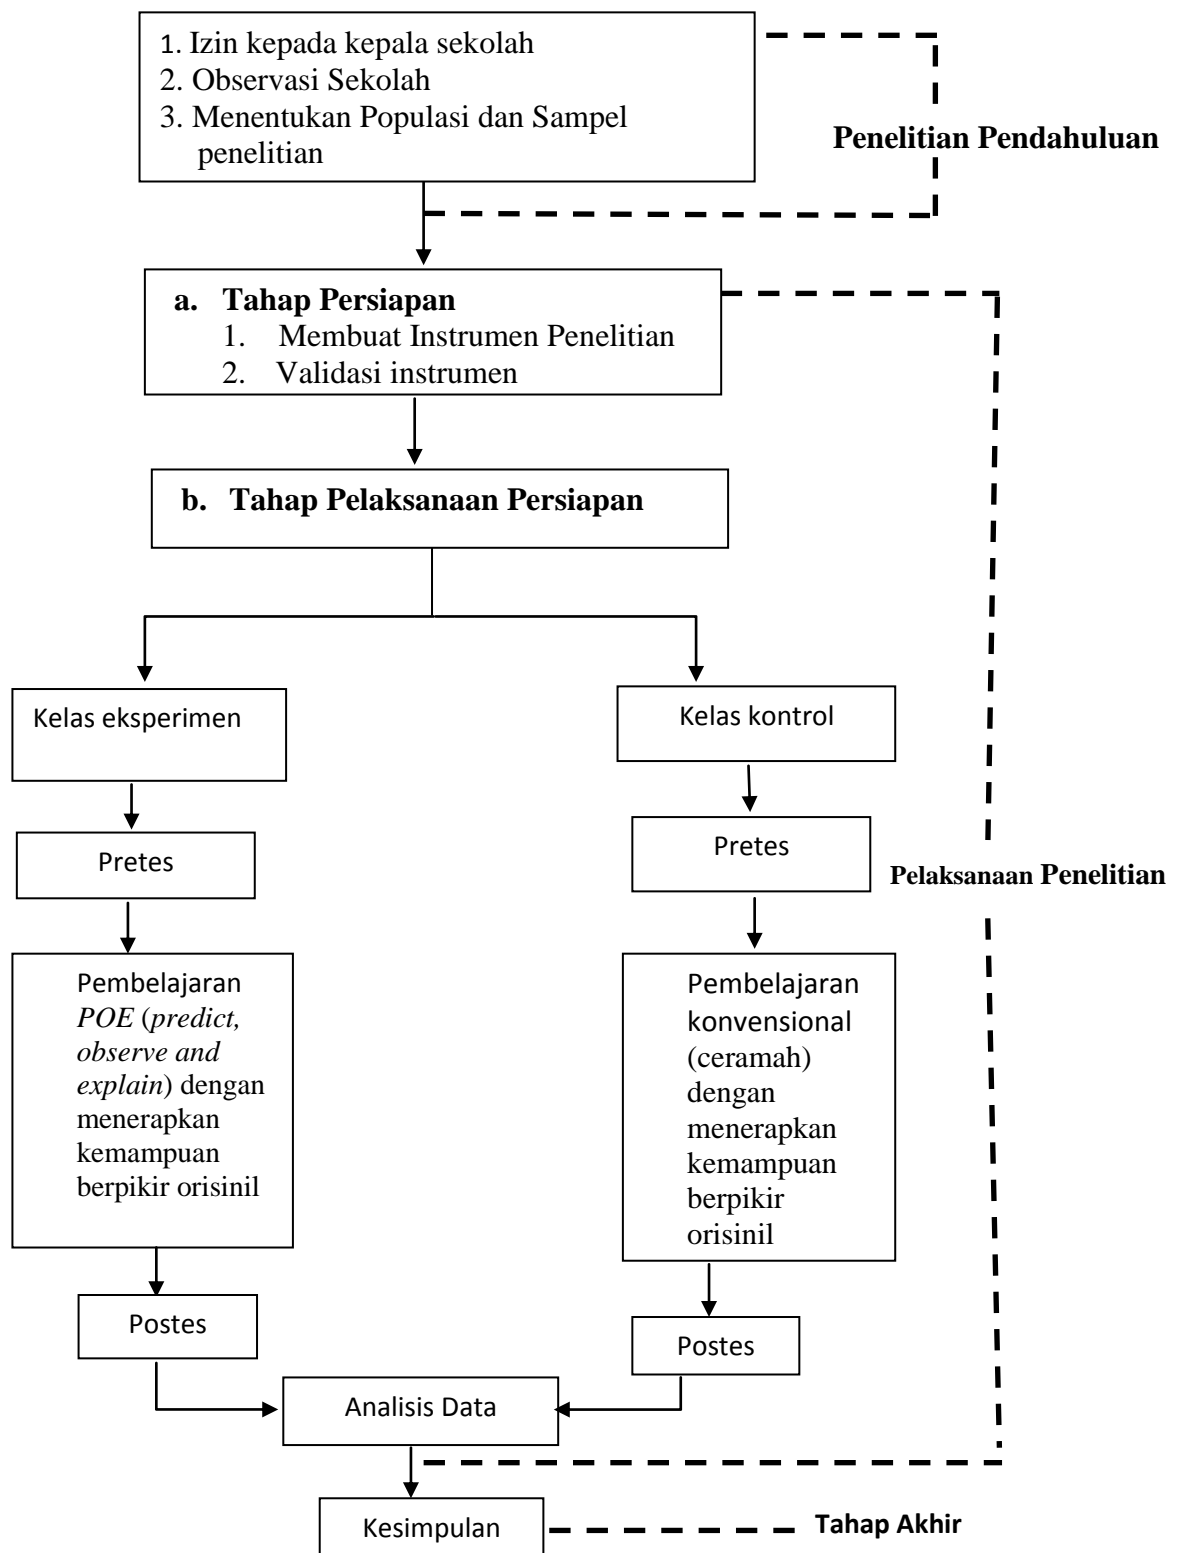 1. Izin kepada kepala sekolah
2. Observasi Sekolah
3. Menentukan Populasi dan Sampel
penelitian
Penelitian Pendahuluan
a. Tahap Persiapan
1. Membuat Instrumen Penelitian
2. Validasi instrumen
b. Tahap Pelaksanaan Persiapan
Kelas eksperimen
Kelas kontrol
Pretes
Pretes
Pelaksanaan Penelitian
Pembelajaran
POE (predict,
observe and
explain) dengan
menerapkan
kemampuan
berpikir orisinil
Pembelajaran
konvensional
(ceramah)
dengan
menerapkan
kemampuan
berpikir
orisinil
Postes
Postes
Analisis Data
Kesimpulan
Tahap Akhir